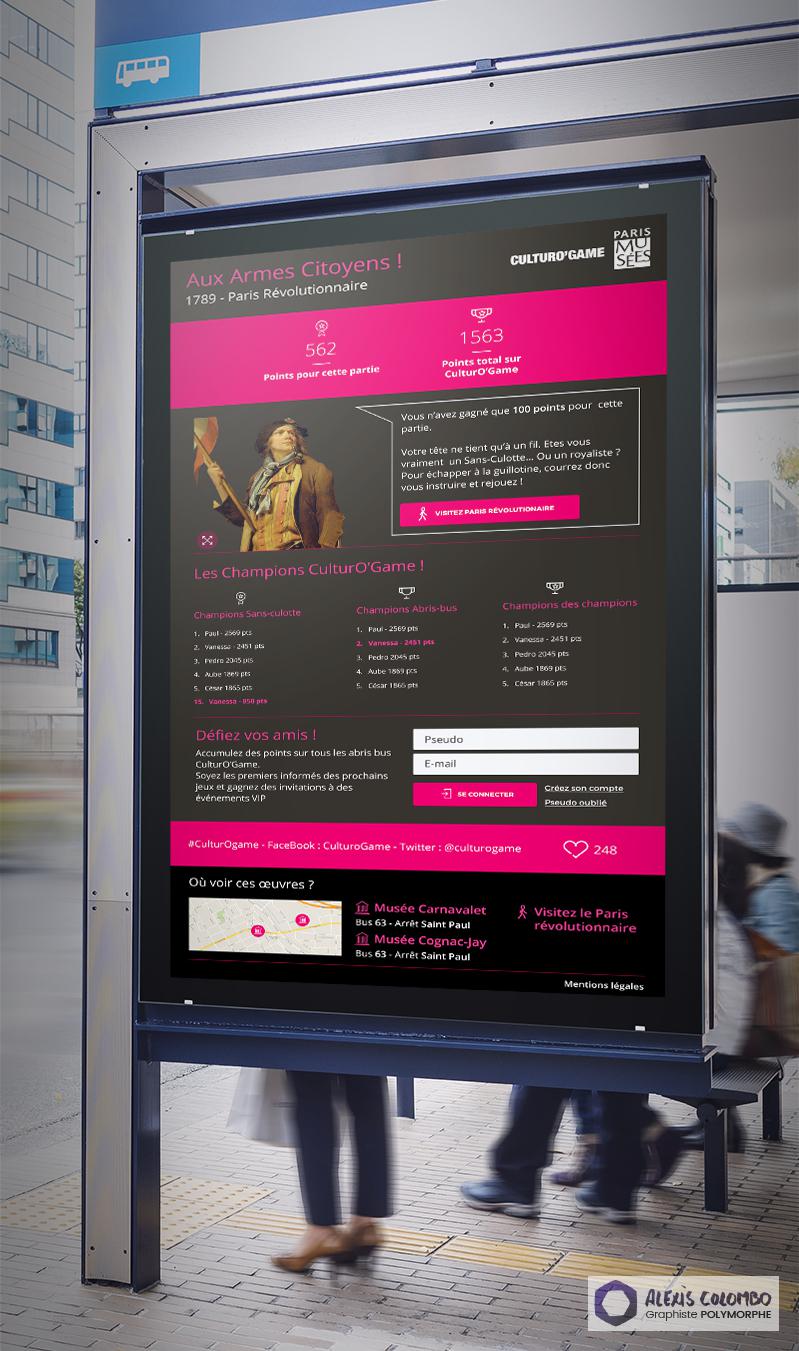 Aux Armes Citoyens !
1789 - Paris Révolutionnaire
CULTURO'GAME
PARIS
MU
SÉES
562
Points pour cette partie
1563
Points total sur
CulturO'Game
Vous n'avez gagné que 100 points pour cette
partie.
Votre tête ne tient qu'à un fil. Etes vous
vraiment un Sans-Culotte... Ou un royaliste ?
Pour échapper à la guillotine, courrez donc
vous instruire et rejouez !
VISITEZ PARIS RÉVOLUTIONAIRE
Les Champions CulturO'Game !
Champions Sans-culotte
1. Paul - 2569 pts
2. Vanessa - 2451 pts
3. Pedro 2045 pts
4. Aube 1869 pts
5. César 1865 pts
15. Vanessa - 850 pts
Champions Abris-bus
1. Paul - 2569 pts
2. Vanessa - 2451 pts
3. Pedro 2045 pts
4. Aube 1869 pts
5. César 1865 pts
Champions des champions
1. Paul - 2569 pts
2. Vanessa - 2451 pts
3. Pedro 2045 pts
4. Aube 1869 pts
5. César 1865 pts
Défiez vos amis !
Accumulez des points sur tous les abris bus
CulturO'Game.
Soyez les premiers informés des prochains
jeux et gagnez des invitations à des
événements VIP
Pseudo
E-mail
SE CONNECTER
Créez son compte
Pseudo oublié
#CulturOgame - FaceBook : CulturoGame - Twitter : @culturogame
248
Où voir ces œuvres ?
Musée Carnavalet
Bus 63 - Arrêt Saint Paul
Musée Cognac-Jay
Bus 63 - Arrêt Saint Paul
Visitez le Paris
révolutionnaire
Mentions légales
ALEXIS COLOMBO
Graphiste POLYMORPHE